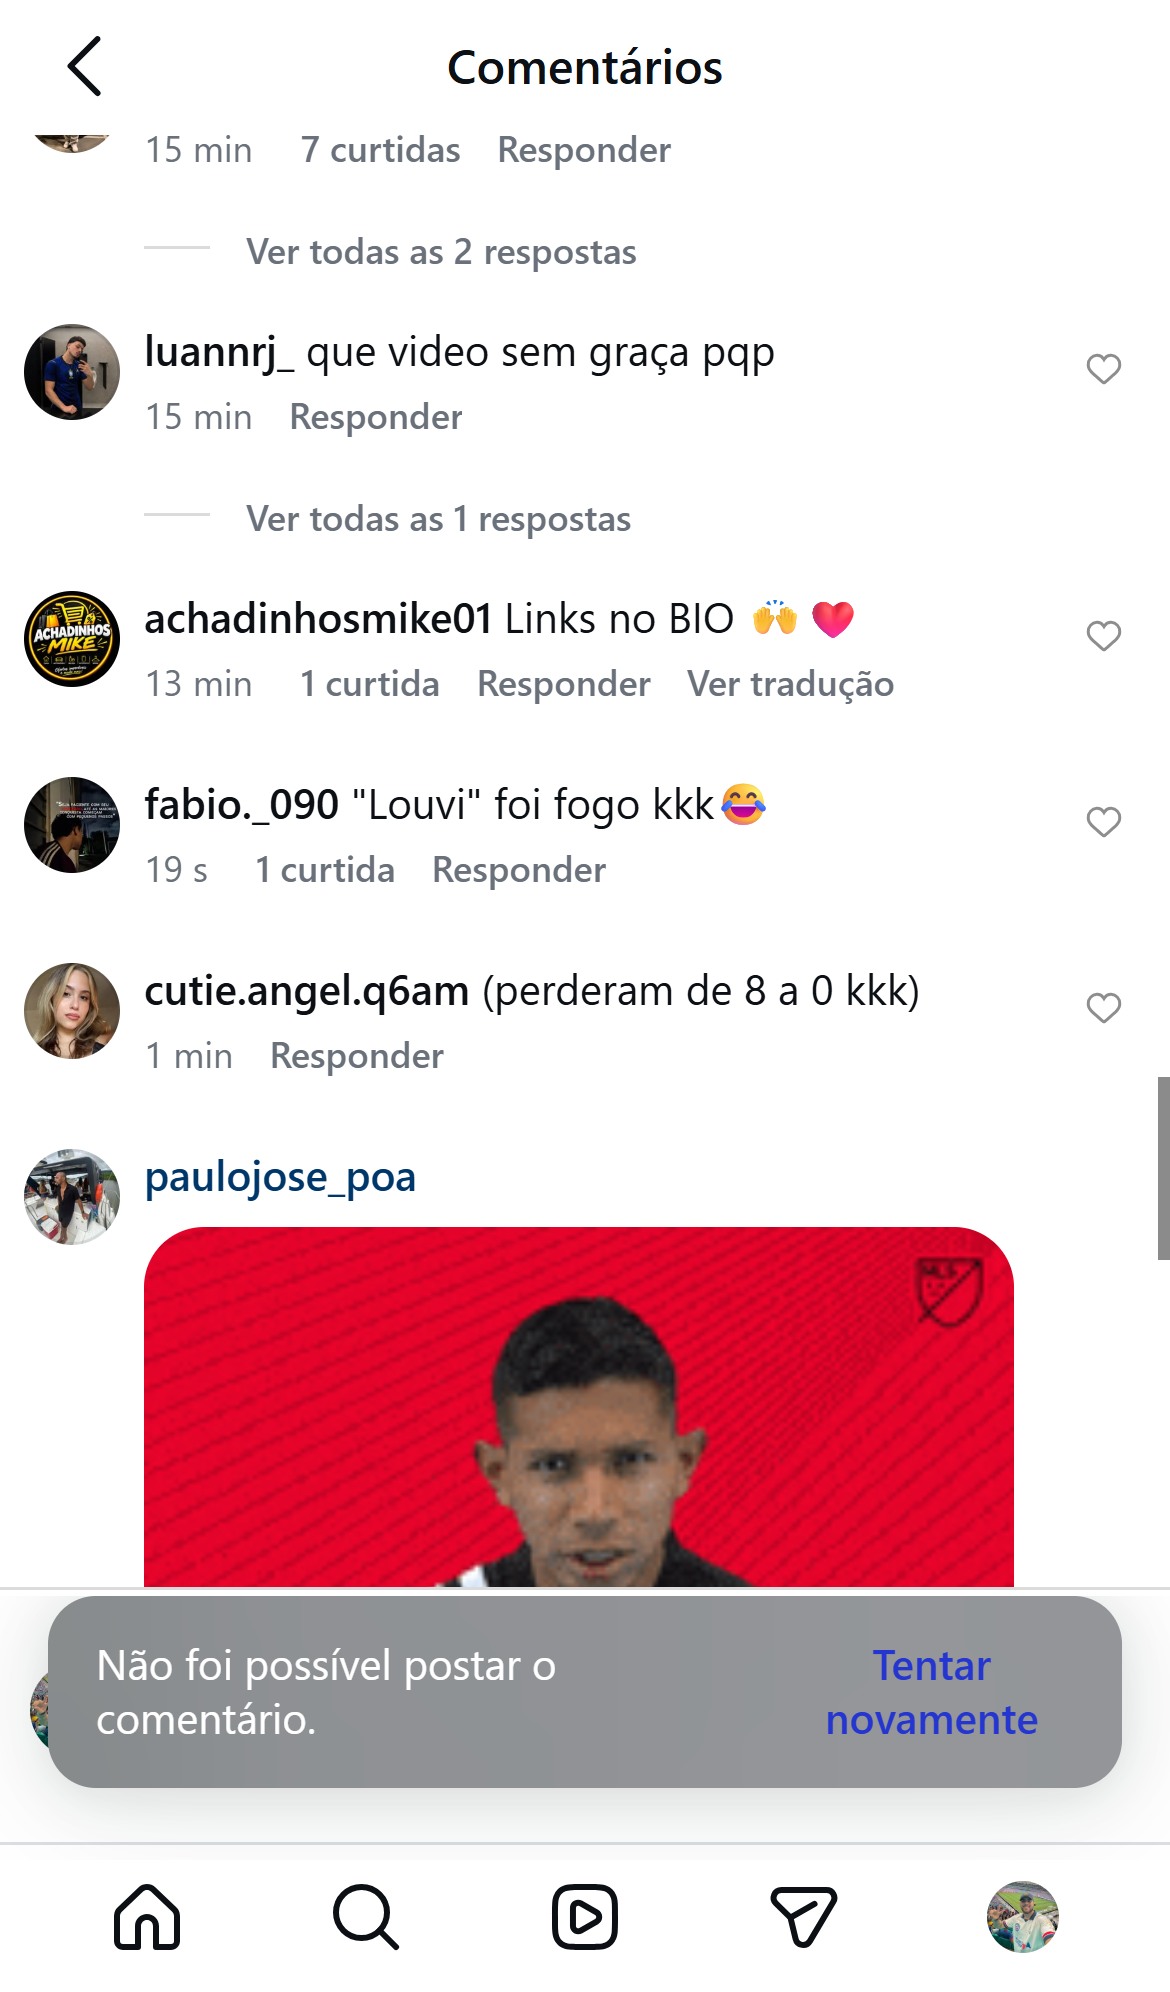 Comentários
15 min 7 curtidas Responder
Ver todas as 2 respostas
luannrj_ que video sem graça pqp
15 min Responder
Ver todas as 1 respostas
ACHADINHOS
MIKE
achadinhosmike01 Links no BIO 🙌 ❤️
13 min 1 curtida Responder Ver tradução
fabio._090 "Louvi" foi fogo kkk😂
19 s 1 curtida Responder
cutie.angel.q6am (perderam de 8 a 0 kkk)
1 min Responder
paulojose_poa
MLS
Não foi possível postar o
comentário.
Tentar
novamente